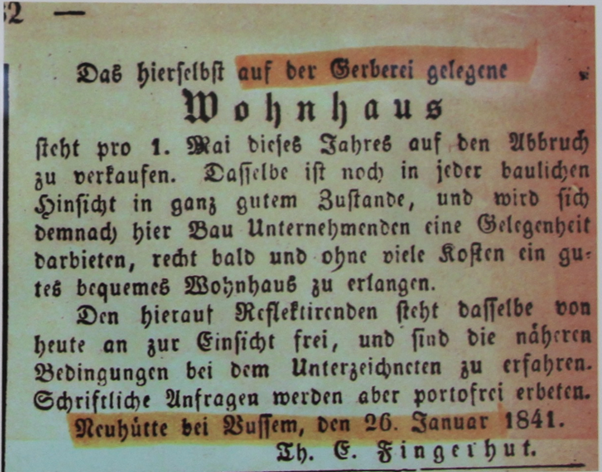 32 —
Das hierselbst auf der Gerberei gelegene
Wohnhaus
steht pro 1. Mai dieses Jahres auf den Abbruch
zu verkaufen. Dasselbe ist noch in jeder baulichen
Hinsicht in ganz gutem Zustande, und wird sich
demnach hier Bau Unternehmenden eine Gelegenheit
darbieten, recht bald und ohne viele Kosten ein gu-
tes bequemes Wohnhaus zu erlangen.
Den hierauf Reflektirenden steht dasselbe von
heute an zur Einsicht frei, und sind die näheren
Bedingungen bei dem Unterzeichneten zu erfahren.
Schriftliche Anfragen werden aber portofrei erbeten.
Neuhütte bei Vussem, den 26. Januar 1841.
Th. E. Fingerhut.